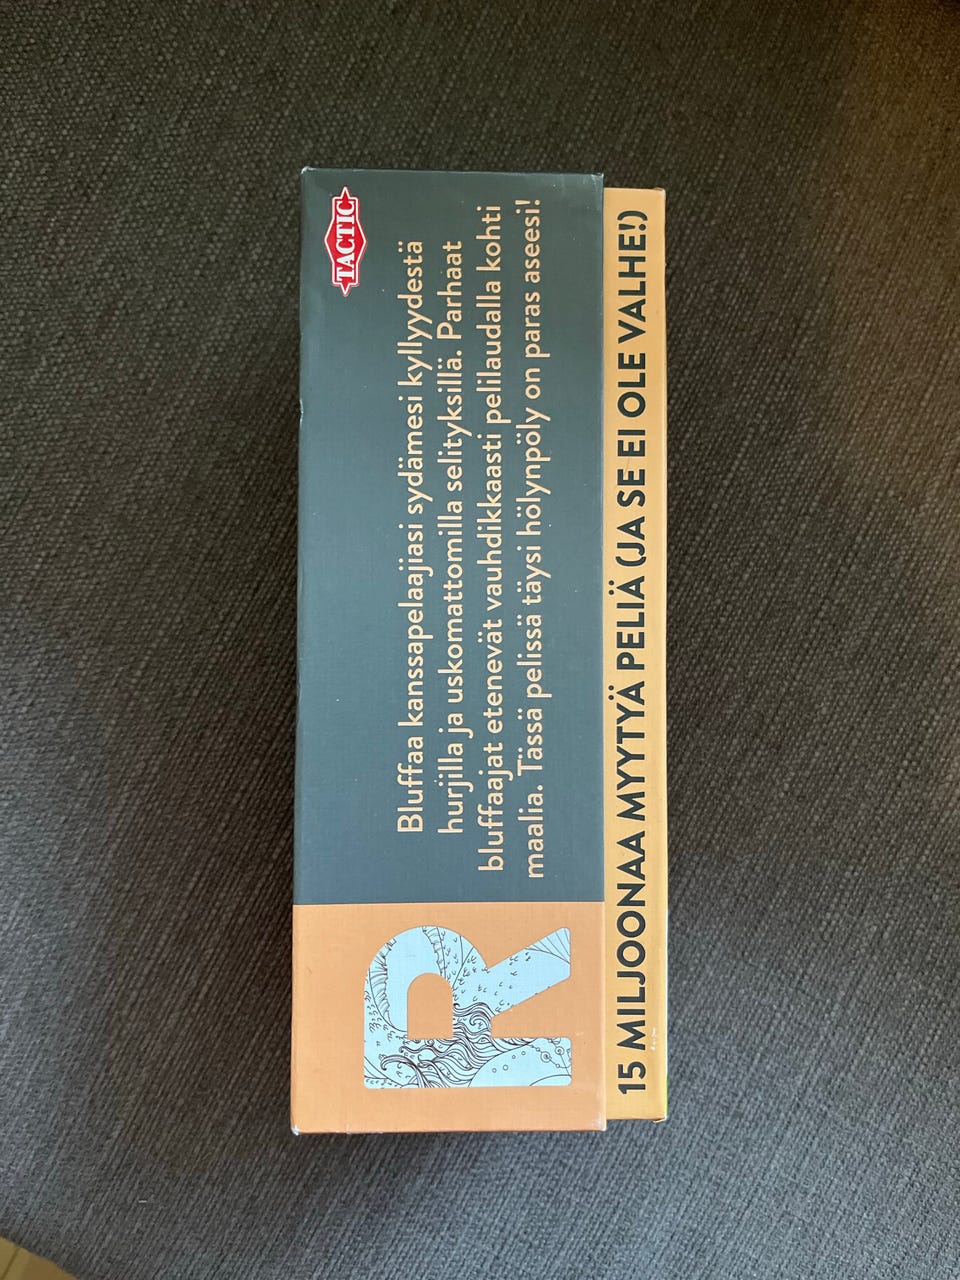 TACTIC
Bluffaa kanssapelaajiasi sydämesi kyllyydestä
hurjilla ja uskomattomilla selityksillä. Parhaat
bluffaajat etenevät vauhdikkaasti pelilaudalla kohti
maalia. Tässä pelissä täysi hölynpöly on paras aseesi!
R
15 MILJOONAA MYYTYÄ PELIÄ (JA SE EI OLE VALHE!)